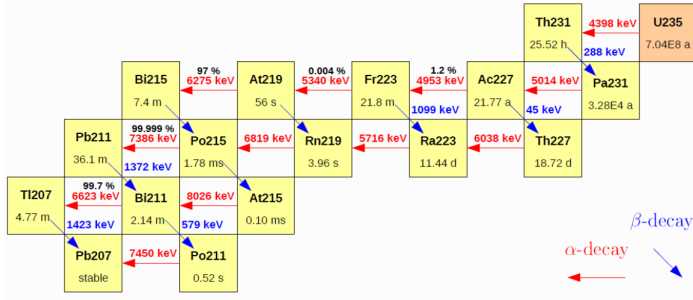 Th231 4398 keV U235
25.52 h 288 keV 7.04E8 a
97 % 0.004 % 1.2 %
Bi215 6275 keV At219 5340 keV Fr223 4953 keV Ac227 5014 keV Pa231
7.4 m 56 s 21.8 m 1099 keV 21.77 a 45 keV 3.28E4 a
99.999 %
Pb211 7386 keV Po215 6819 keV Rn219 5716 keV Ra223 6038 keV Th227
36.1 m 1372 keV 1.78 ms 3.96 s 11.44 d 18.72 d
99.7 %
Tl207 6623 keV Bi211 8026 keV At215
4.77 m 1423 keV 2.14 m 579 keV 0.10 ms
β-decay
Pb207 7450 keV Po211
α-decay
stable 0.52 s